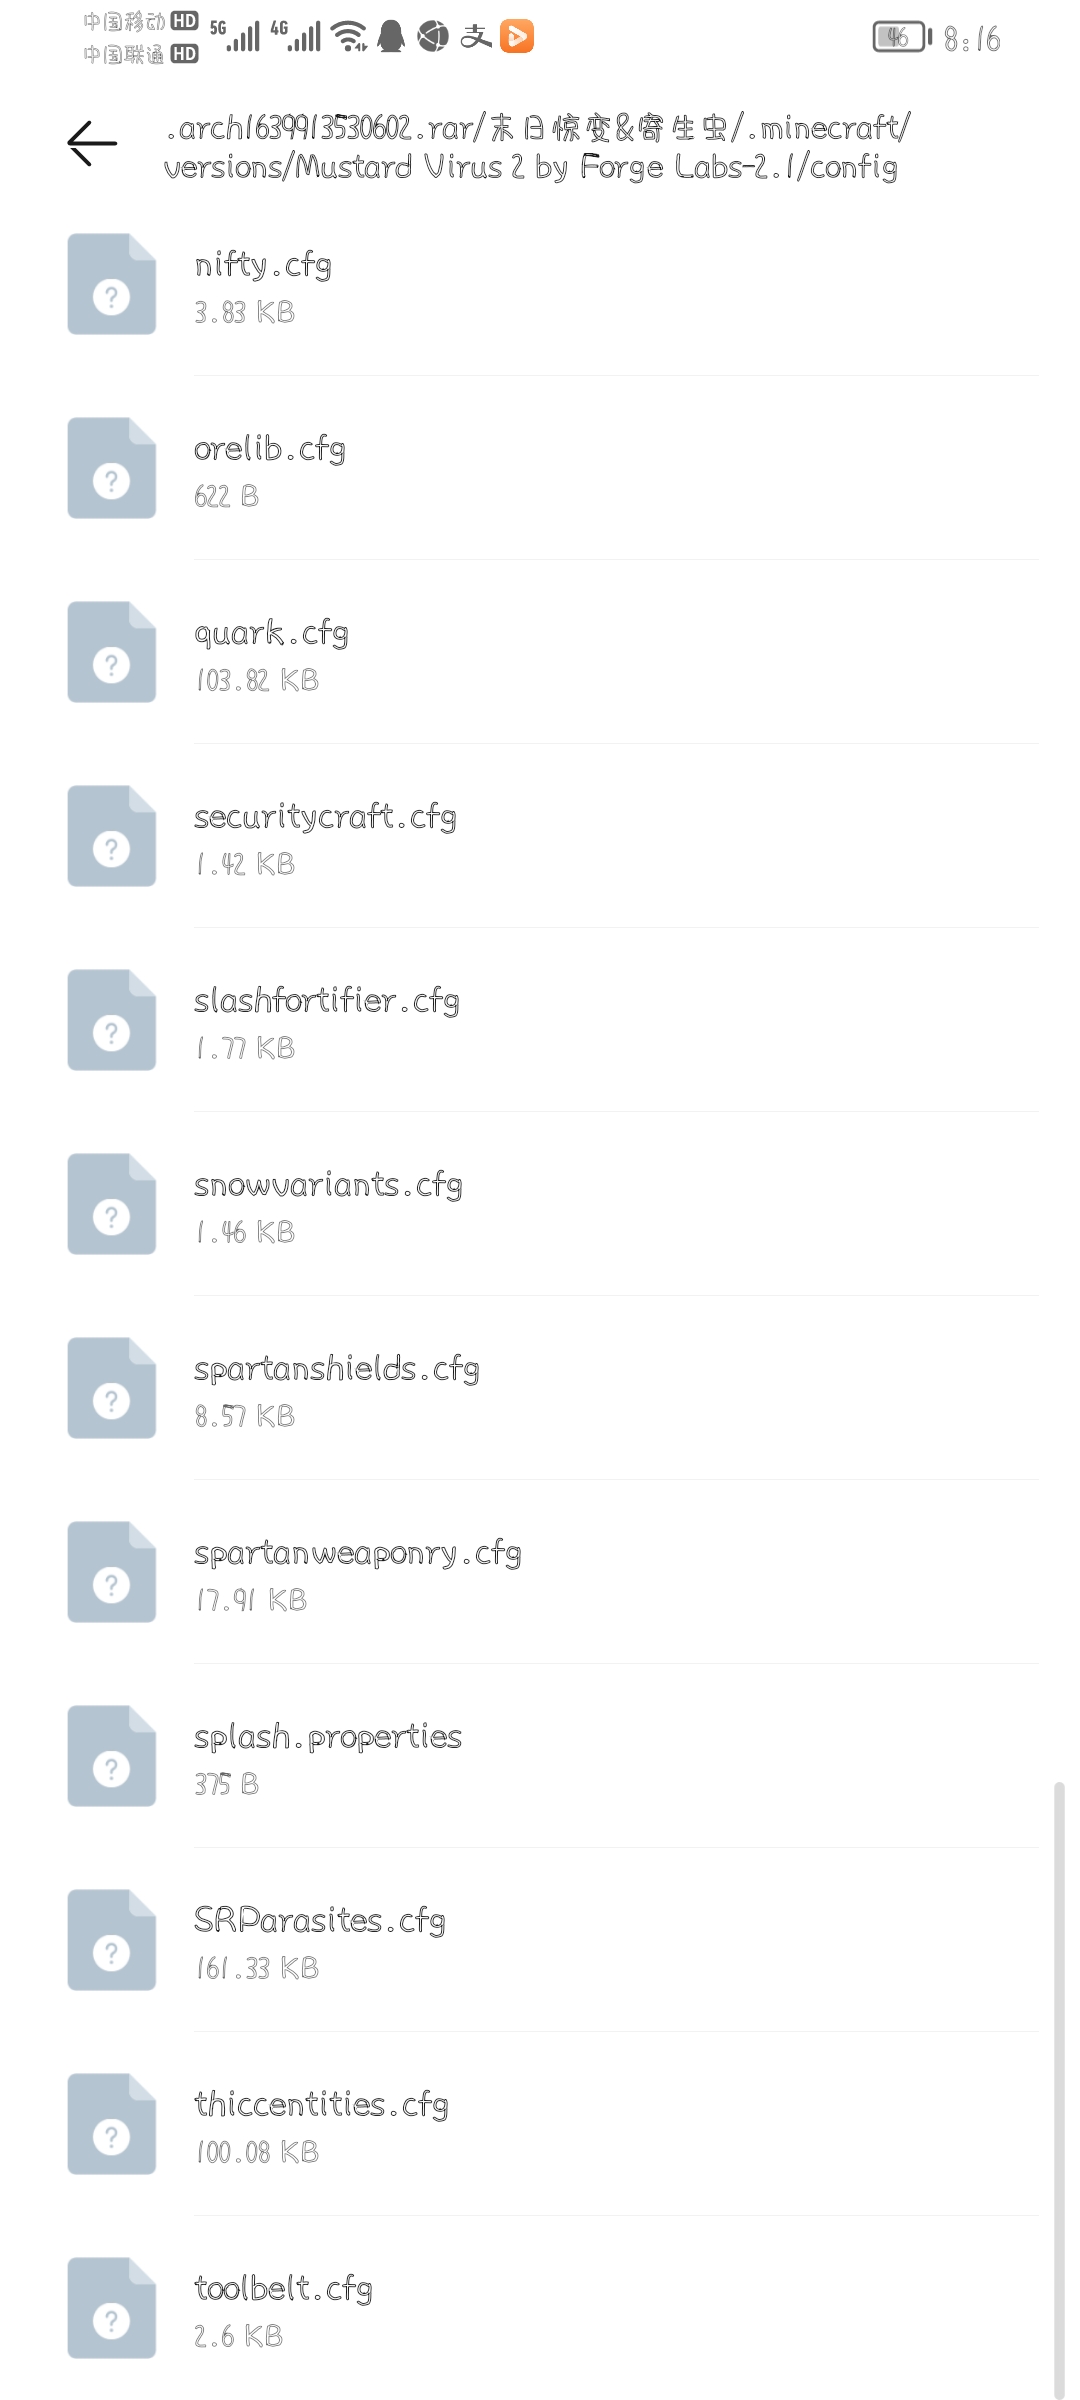 中国移动 HD 5G 4G 支 46 8:16
中国联通 HD
.arch1639913530602.rar/末日惊变&寄生虫/.minecraft/
versions/Mustard Virus 2 by Forge Labs-2.1/config
nifty.cfg
3.83 KB
orelib.cfg
622 B
quark.cfg
103.82 KB
securitycraft.cfg
1.42 KB
slashfortifier.cfg
1.77 KB
snowvariants.cfg
1.46 KB
spartanshields.cfg
8.57 KB
spartanweaponry.cfg
17.91 KB
splash.properties
375 B
SRParasites.cfg
161.33 KB
thiccentities.cfg
100.08 KB
toolbelt.cfg
2.6 KB